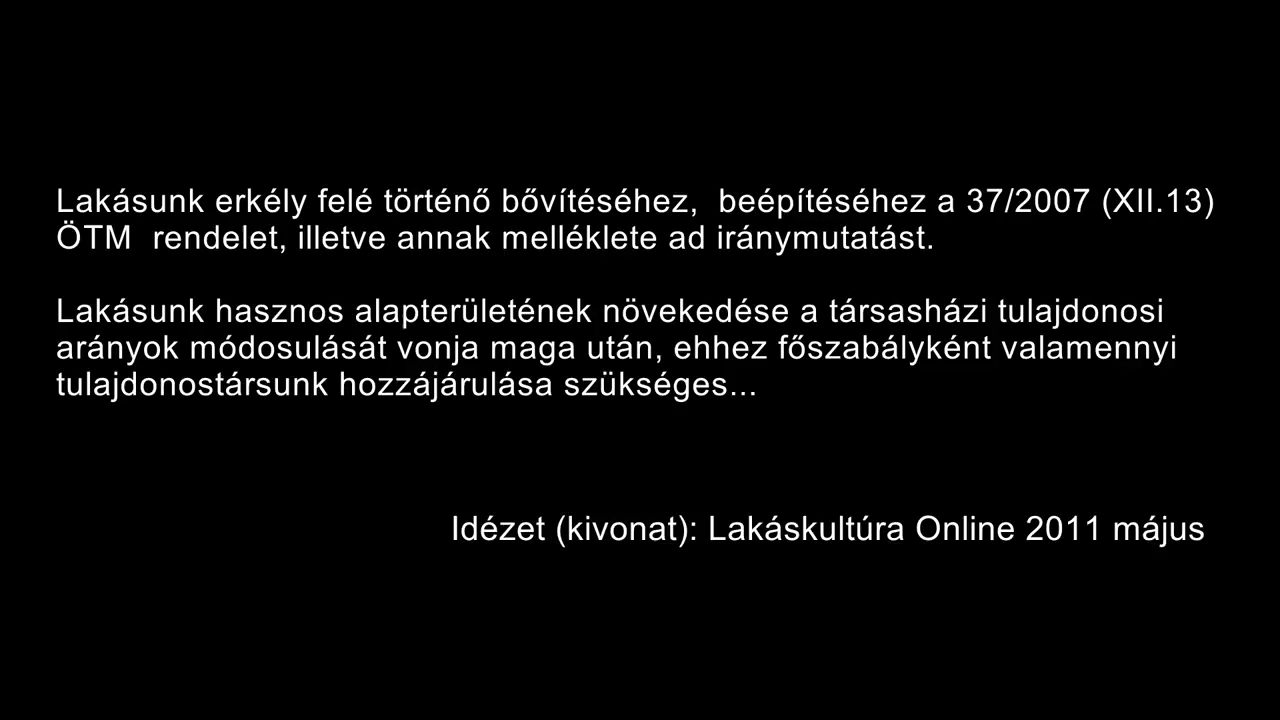 Lakásunk erkély felé történő bővítéséhez,  beépítéséhez a 37/2007 (XII.13)
ÖTM  rendelet, illetve annak melléklete ad iránymutatást.
Lakásunk hasznos alapterületének növekedése a társasházi tulajdonosi
arányok módosulását vonja maga után, ehhez főszabályként valamennyi
tulajdonostársunk hozzájárulása szükséges...
Idézet (kivonat): Lakáskultúra Online 2011 május